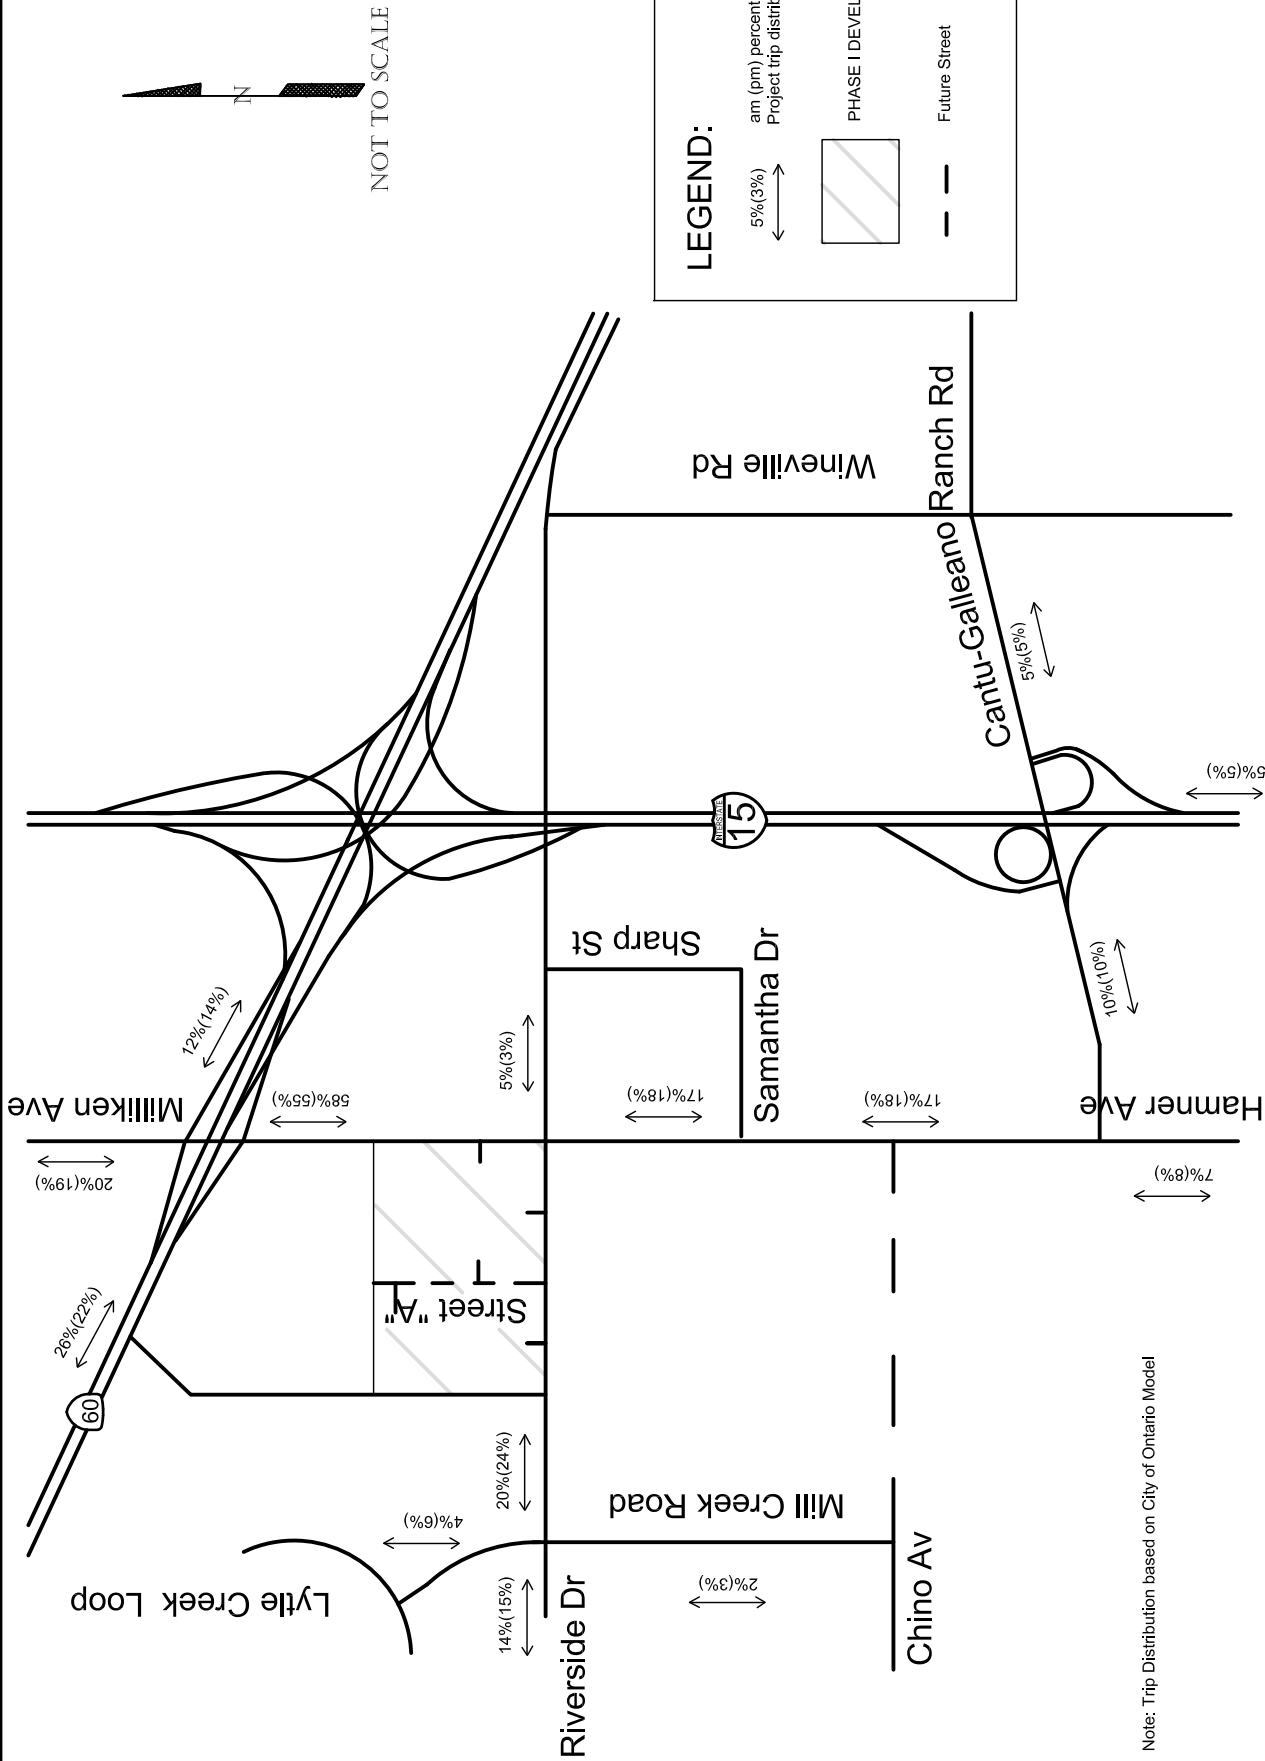 N
NOT TO SCALE
LEGEND:
5%(3%)
am (pm) percent
Project trip
PHASE I
Future Street
Milliken Ave
20%(19%)
26%(22%)
60
12%(14%)
58%(55%)
Street "A"
Lytle Creek Loop
4%(6%)
20%(24%)
14%(15%)
Riverside Dr
5%(3%)
Mill Creek Road
2%(3%)
Chino Av
Sharp St
Samantha Dr
17%(18%)
17%(18%)
INTERSTATE
15
Wineville Rd
Cantu-Galleano Ranch Rd
5%(5%)
10%(10%)
5%(5%)
Hamner Ave
7%(8%)
Note: Trip Distribution based on City of Ontario Model